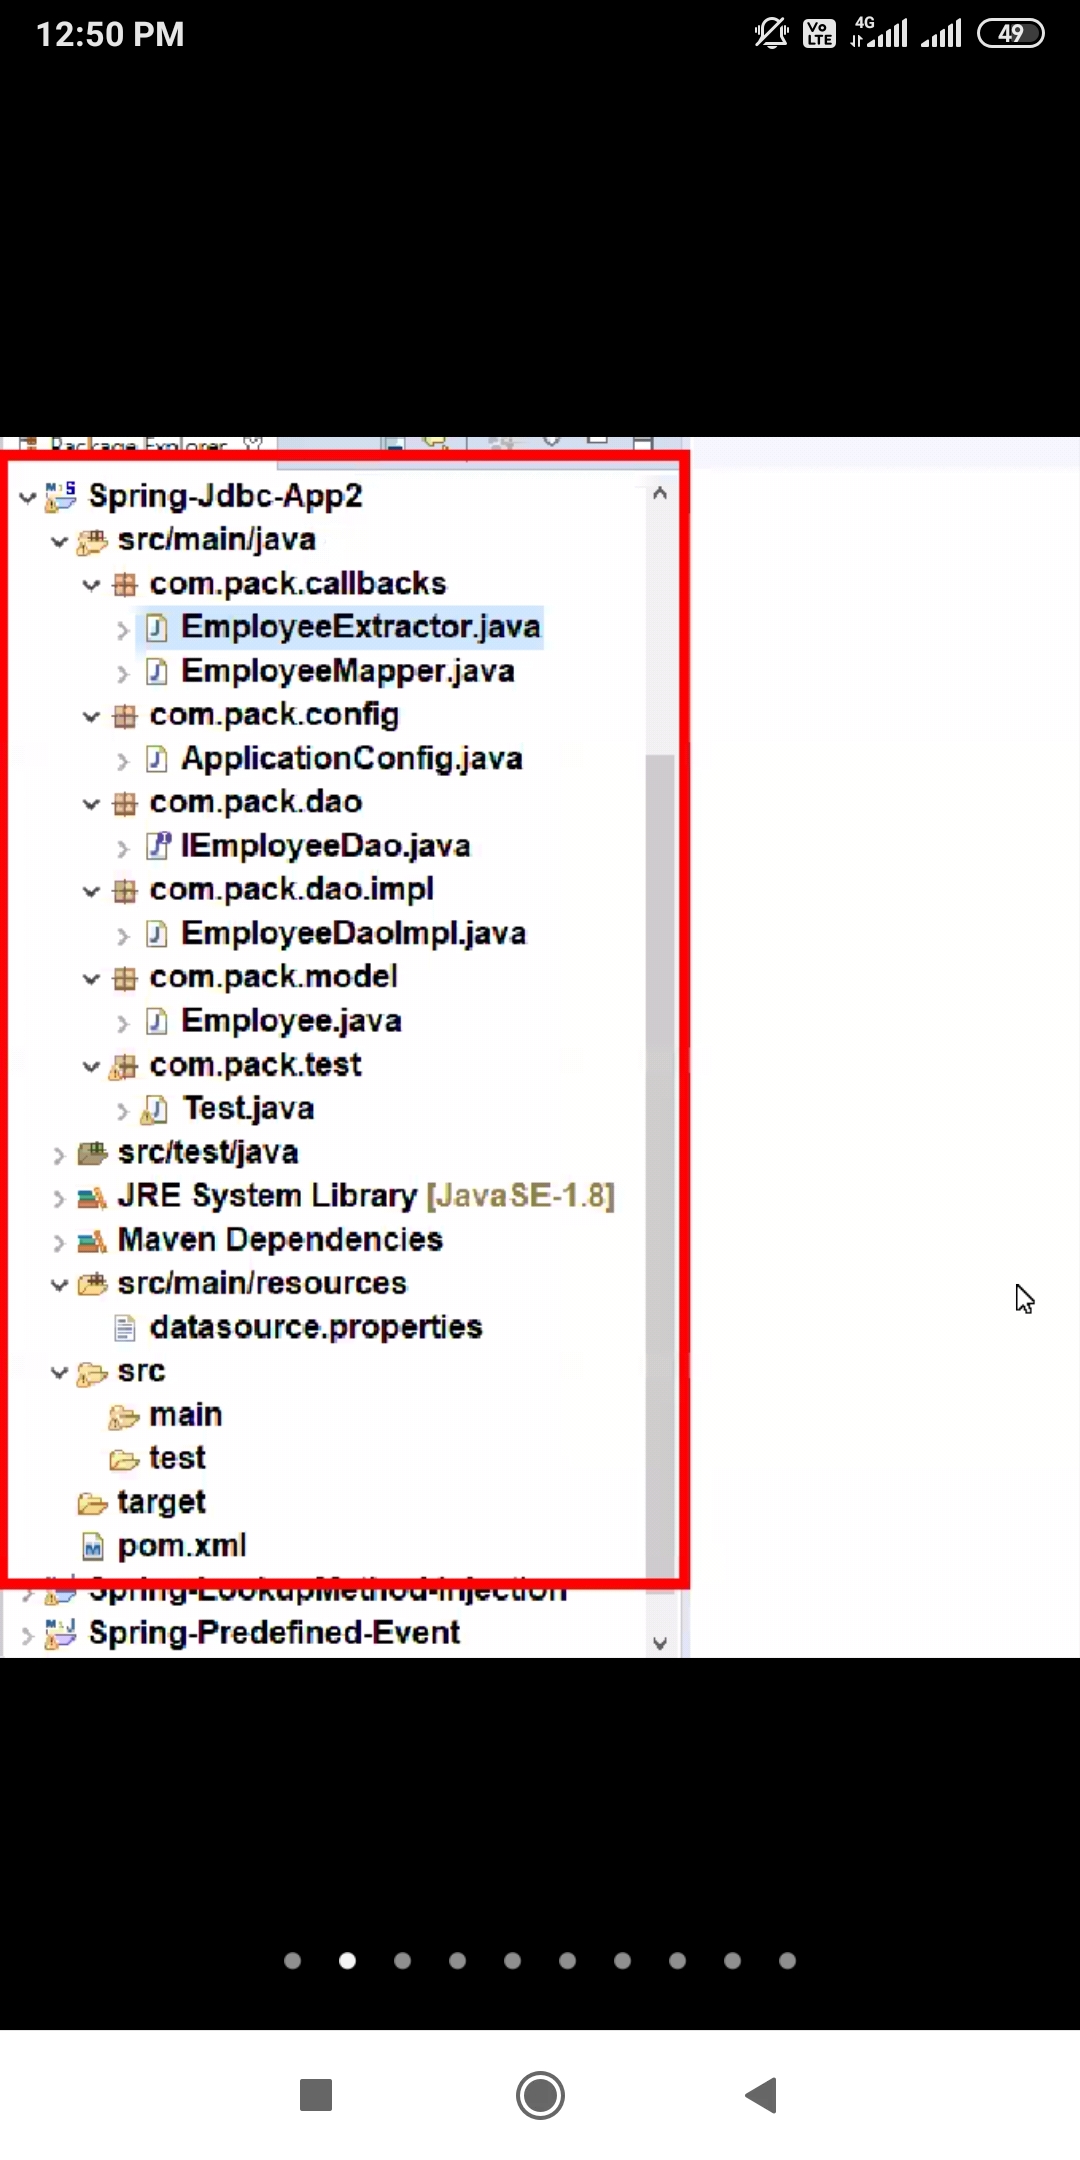 12:50 PM
Vo LTE 4G 49
Package Explorer
Spring-Jdbc-App2
src/main/java
com.pack.callbacks
EmployeeExtractor.java
EmployeeMapper.java
com.pack.config
ApplicationConfig.java
com.pack.dao
IEmployeeDao.java
com.pack.dao.impl
EmployeeDaoImpl.java
com.pack.model
Employee.java
com.pack.test
Test.java
src/test/java
JRE System Library [JavaSE-1.8]
Maven Dependencies
src/main/resources
datasource.properties
src
main
test
target
pom.xml
Spring-LookupMethod-Injection
Spring-Predefined-Event